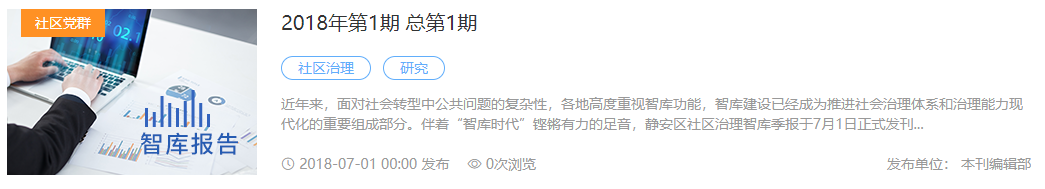 社区党群
智库报告
2018年第1期 总第1期
社区治理 研究
近年来，面对社会转型中公共问题的复杂性，各地高度重视智库功能，智库建设已经成为推进社会治理体系和治理能力现
代化的重要组成部分。伴着“智库时代”铿锵有力的足音，静安区社区治理智库季报于7月1日正式发刊...
2018-07-01 00:00 发布 0次浏览 发布单位： 本刊编辑部